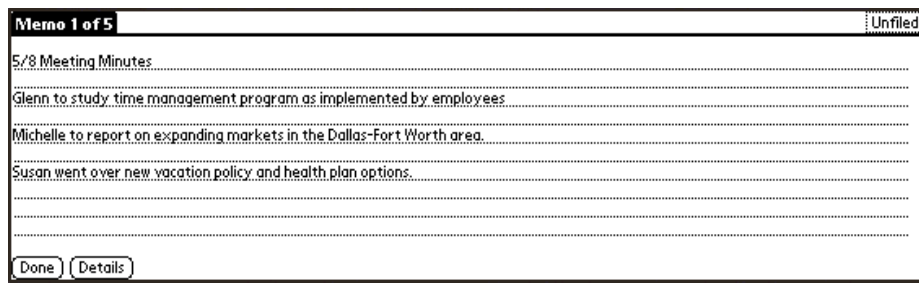 Memo 1 of 5
Unfiled
5/8 Meeting Minutes
Glenn to study time management program as implemented by employees
Michelle to report on expanding markets in the Dallas-Fort Worth area.
Susan went over new vacation policy and health plan options.
Done Details